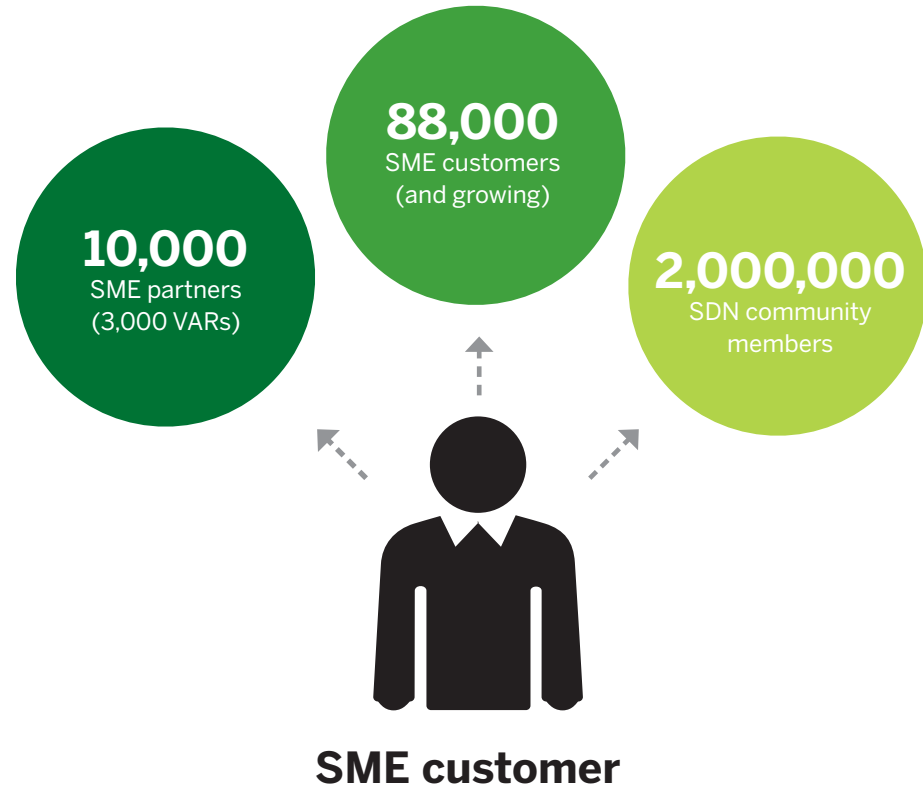 10,000
SME partners
(3,000 VARs)
88,000
SME customers
(and growing)
2,000,000
SDN community
members
SME customer